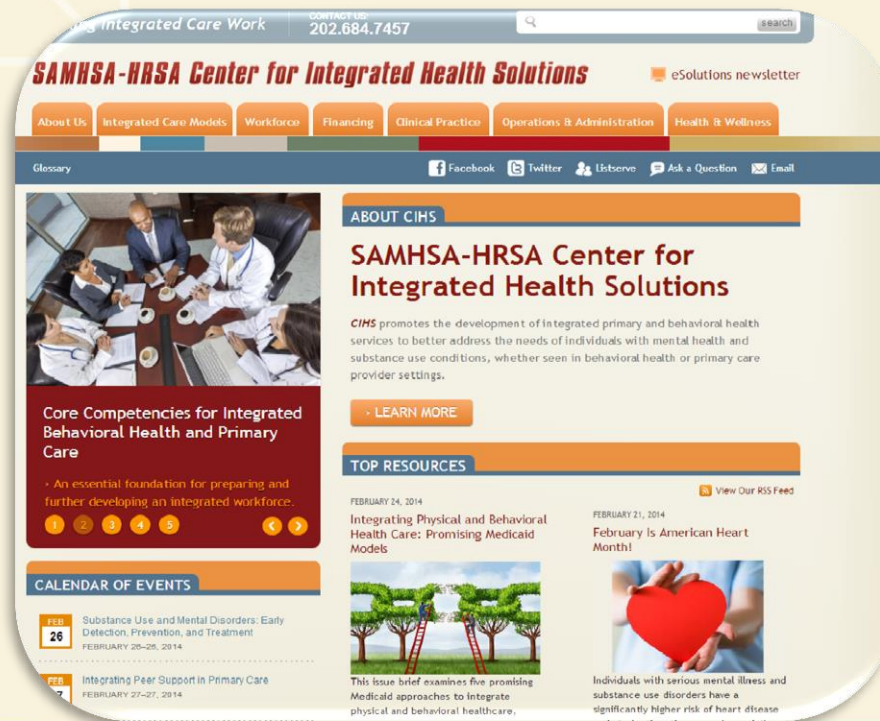 Integrated Care Work
CONTACT US:
202.684.7457
search
SAMHSA-HRSA Center for Integrated Health Solutions
eSolutions newsletter
About Us
Integrated Care Models
Workforce
Financing
Clinical Practice
Operations & Administration
Health & Wellness
Glossary
Facebook
Twitter
Listserve
Ask a Question
Email
Core Competencies for Integrated
Behavioral Health and Primary
Care
An essential foundation for preparing and
further developing an integrated workforce.
1 2 3 4 5
CALENDAR OF EVENTS
FEB
26
Substance Use and Mental Disorders: Early
Detection, Prevention, and Treatment
FEBRUARY 26–26, 2014
FEB
Integrating Peer Support in Primary Care
FEBRUARY 27–27, 2014
ABOUT CIHS
SAMHSA-HRSA Center for
Integrated Health Solutions
CIHS promotes the development of integrated primary and behavioral health
services to better address the needs of individuals with mental health and
substance use conditions, whether seen in behavioral health or primary care
provider settings.
LEARN MORE
TOP RESOURCES
View Our RSS Feed
FEBRUARY 24, 2014
Integrating Physical and Behavioral
Health Care: Promising Medicaid
Models
This issue brief examines five promising
Medicaid approaches to integrate
physical and behavioral healthcare.
FEBRUARY 21, 2014
February Is American Heart
Month!
Individuals with serious mental illness and
substance use disorders have a
significantly higher risk of heart disease